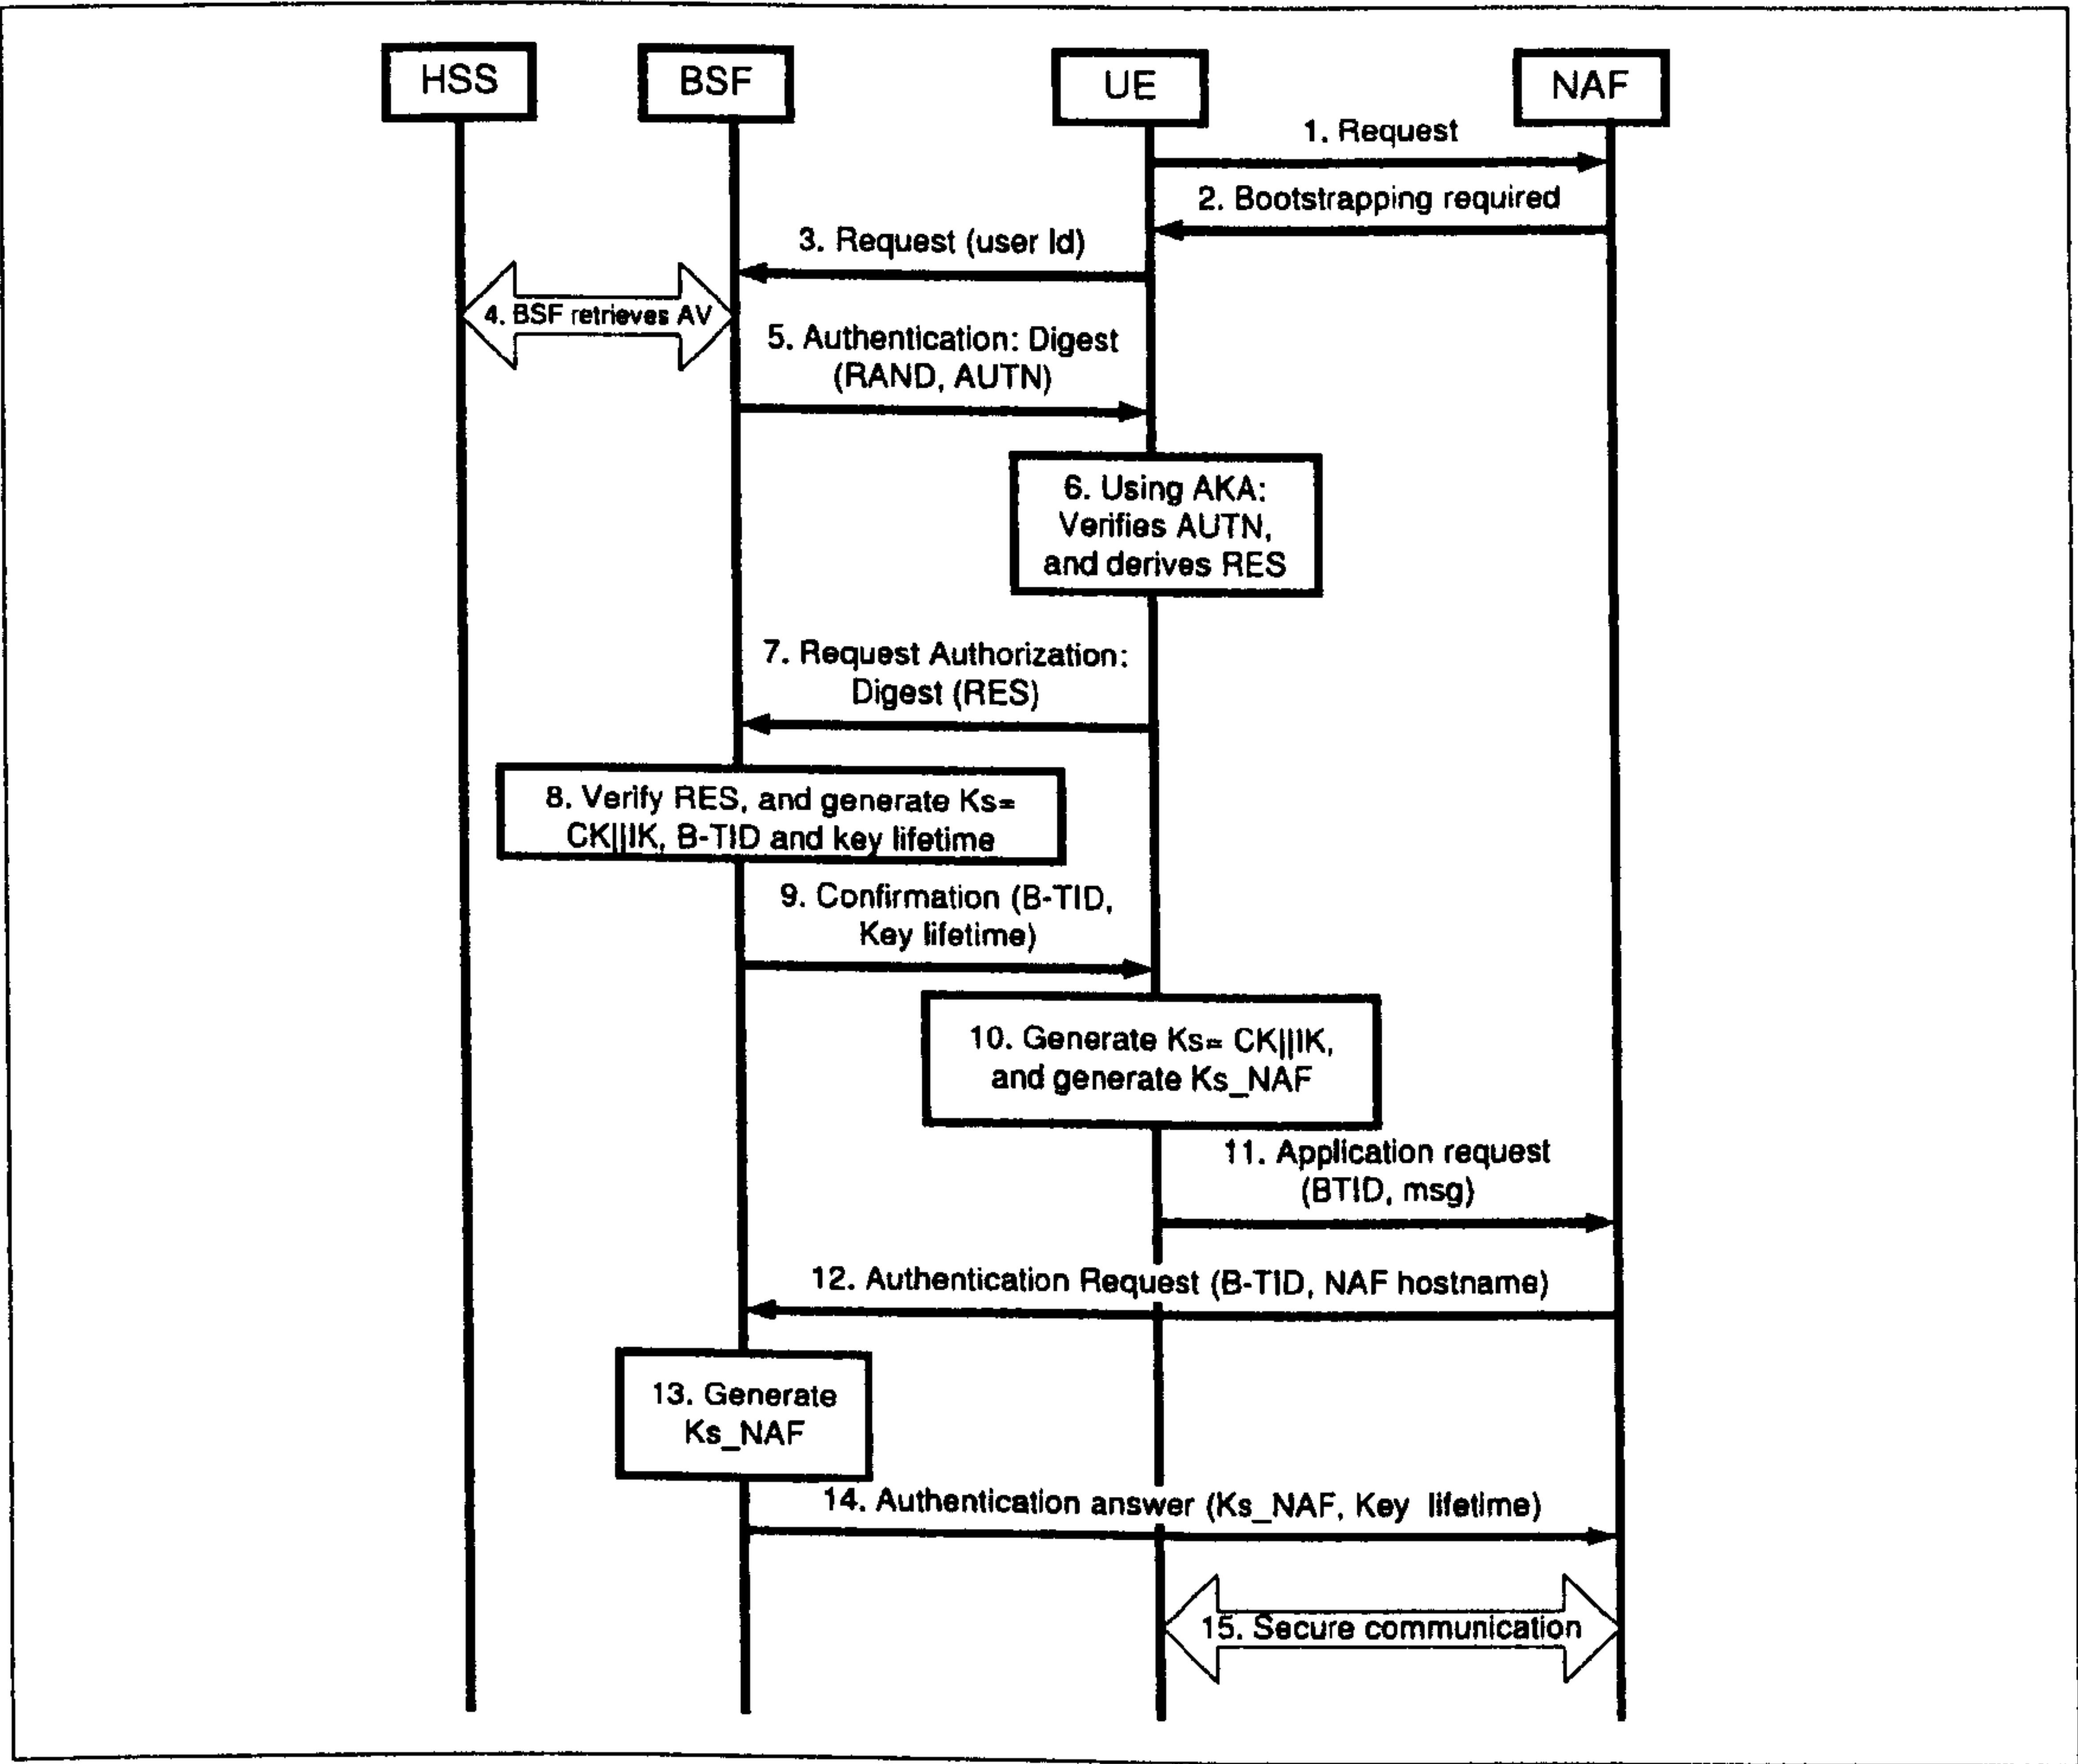 HSS
BSF
UE
NAF
1. Request
2. Bootstrapping required
3. Request (user Id)
4. BSF retrieves AV
5. Authentication: Digest
(RAND, AUTN)
6. Using AKA:
Verifies AUTN,
and derives RES
7. Request Authorization:
Digest (RES)
8. Verify RES, and generate Ks=
CK||IK, B-TID and key lifetime
9. Confirmation (B-TID,
Key lifetime)
10. Generate Ks= CK||IK,
and generate Ks_NAF
11. Application request
(BTID, msg)
12. Authentication Request (B-TID, NAF hostname)
13. Generate
Ks_NAF
14. Authentication answer (Ks_NAF, Key lifetime)
15. Secure communication